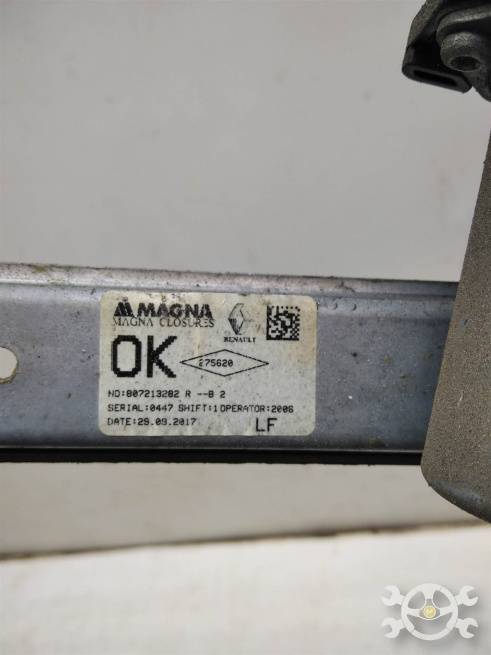 MAGNA
MAGNA CLOSURES
RENAULT
OK
275620
NO:807213282 R --B 2
SERIAL:0447 SHIFT:1 OPERATOR:2006
DATE:29.09.2017
LF